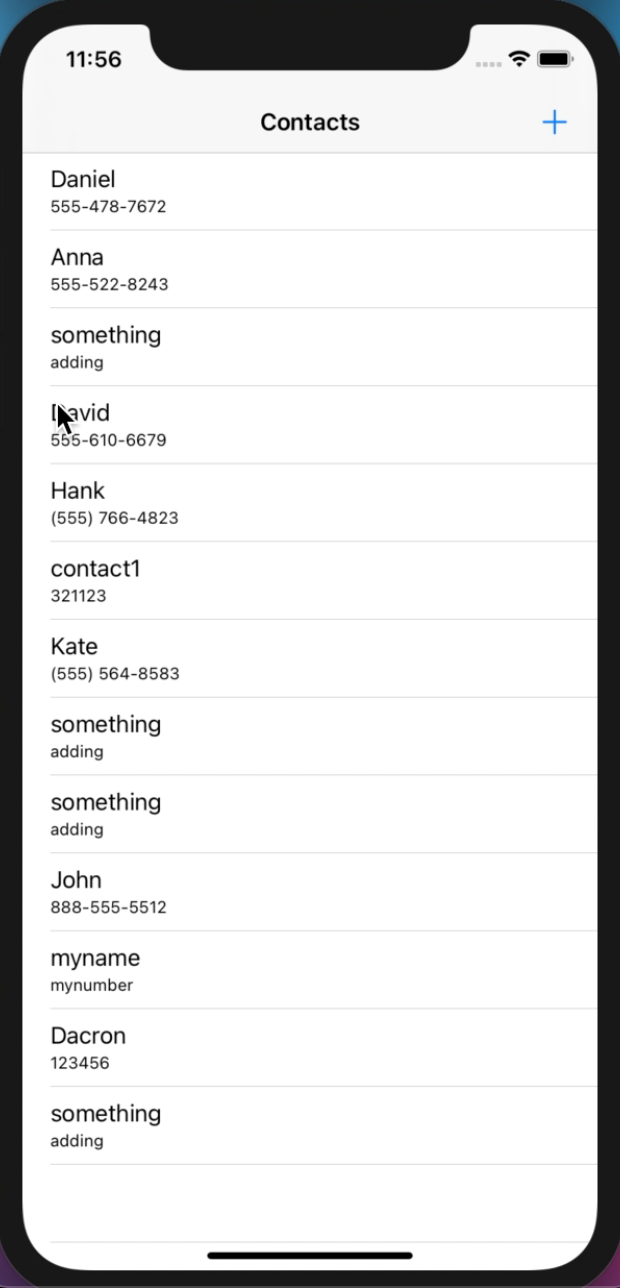 11:56
Contacts
Daniel
555-478-7672
Anna
555-522-8243
something
adding
David
555-610-6679
Hank
(555) 766-4823
contact1
321123
Kate
(555) 564-8583
something
adding
something
adding
John
888-555-5512
myname
mynumber
Dacron
123456
something
adding